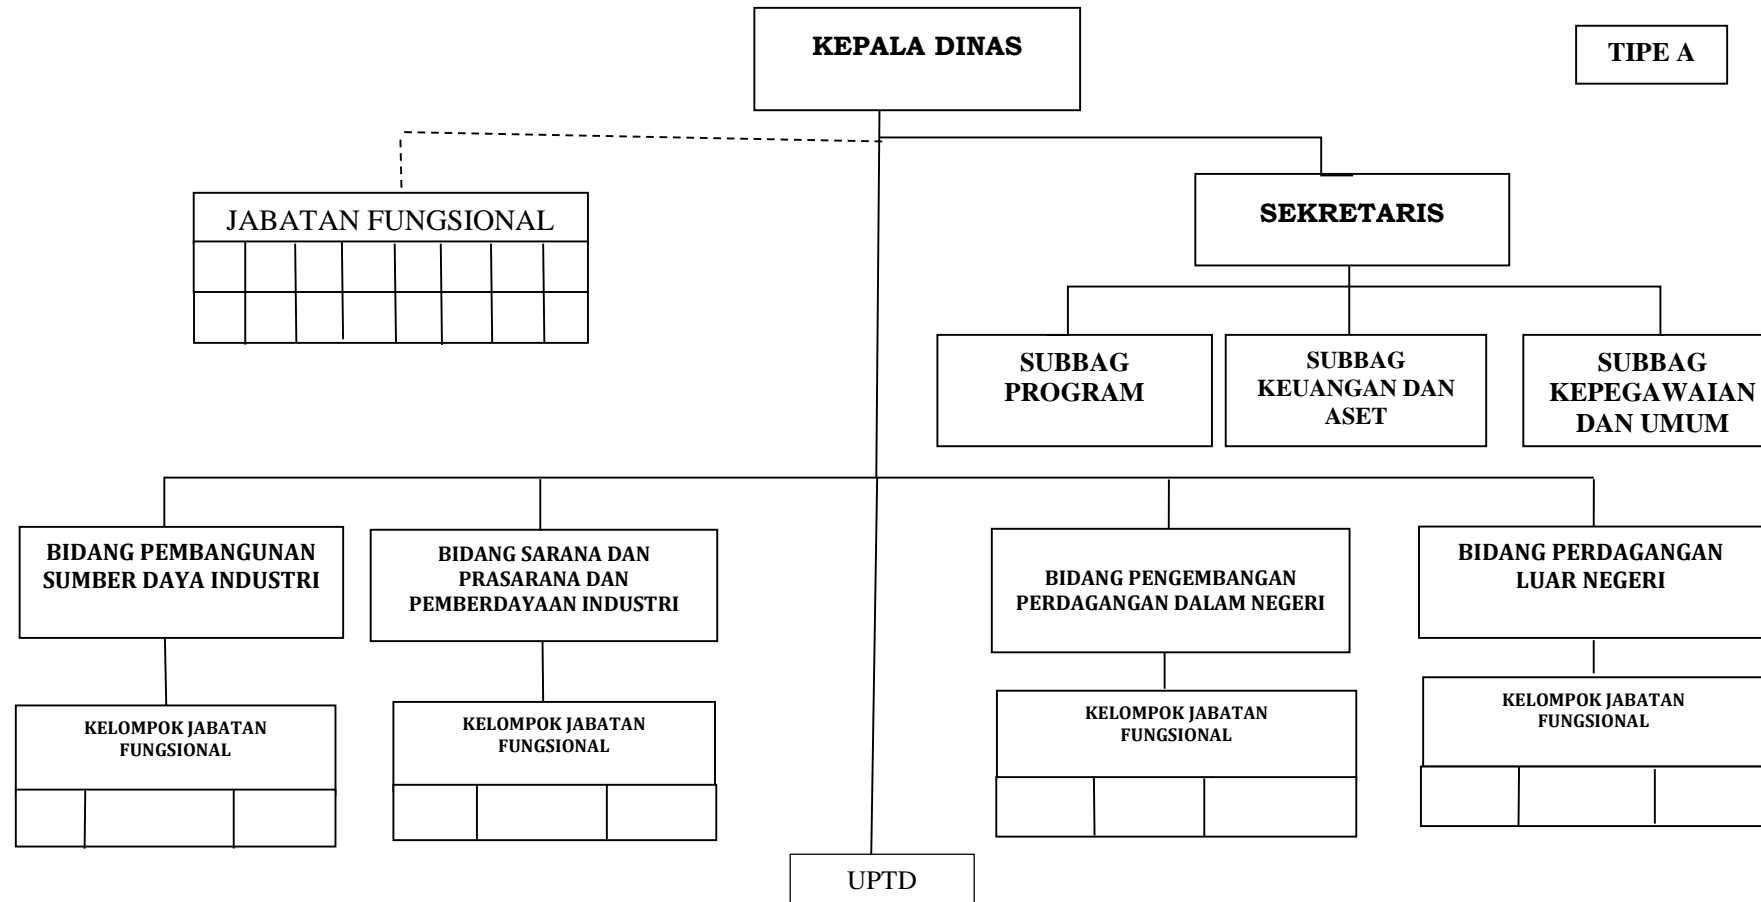 KEPALA DINAS
TIPE A
JABATAN FUNGSIONAL
SEKRETARIS
SUBBAG
PROGRAM
SUBBAG
KEUANGAN DAN
ASET
SUBBAG
KEPEGAWAIAN
DAN UMUM
BIDANG PEMBANGUNAN
SUMBER DAYA INDUSTRI
BIDANG SARANA DAN
PRASARANA DAN
PEMBERDAYAAN INDUSTRI
BIDANG PENGEMBANGAN
PERDAGANGAN DALAM NEGERI
BIDANG PERDAGANGAN
LUAR NEGERI
KELOMPOK JABATAN
FUNGSIONAL
KELOMPOK JABATAN
FUNGSIONAL
KELOMPOK JABATAN
FUNGSIONAL
KELOMPOK JABATAN
FUNGSIONAL
UPTD